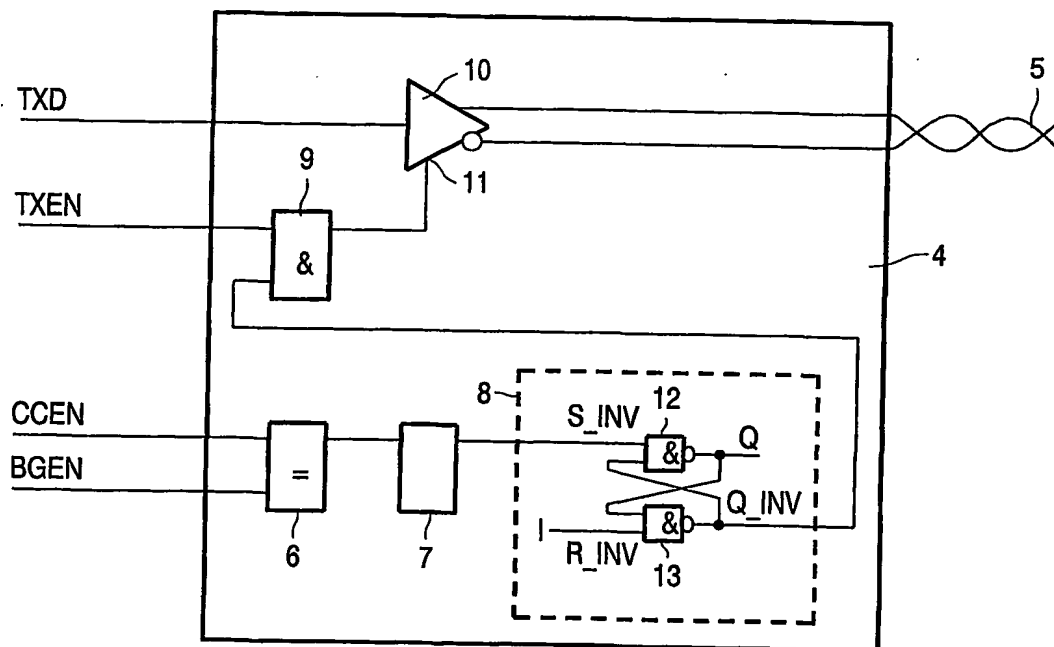 10
5
TXD
11
9
TXEN
&
4
8
12
CCEN
S_INV
Q
&
BGEN
=
Q_INV
&
6
7
R_INV
13